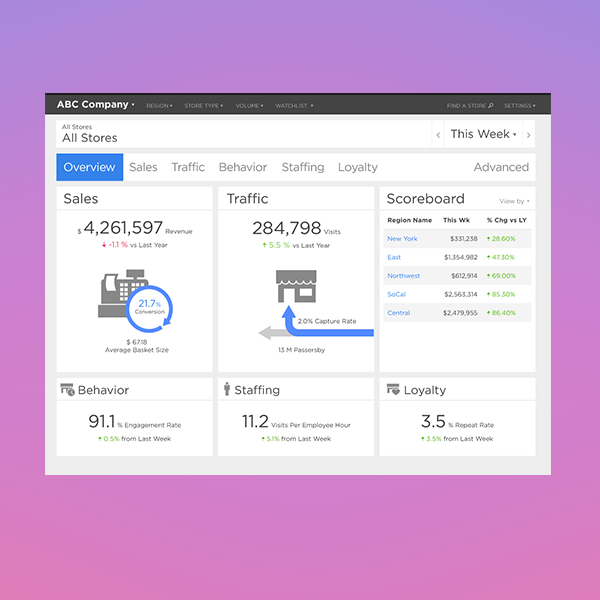 ABC Company REGION STORE TYPE VOLUME WATCHLIST FIND A STORE SETTINGS
All Stores
All Stores
This Week
Overview Sales Traffic Behavior Staffing Loyalty Advanced
Sales
$ 4,261,597 Revenue
-1.1 % vs Last Year
21.7%
Conversion
$ 67.18
Average Basket Size
Traffic
284,798 Visits
5.5 % vs Last Year
2.0% Capture Rate
13 M Passersby
Scoreboard View by
Region Name This Wk % Chg vs LY
New York $331,238 28.60%
East $1,354,982 47.30%
Northwest $612,914 69.00%
SoCal $2,563,314 85.30%
Central $2,479,955 86.40%
Behavior
91.1 % Engagement Rate
0.5% from Last Week
Staffing
11.2 Visits Per Employee Hour
5.1% from Last Week
Loyalty
3.5 % Repeat Rate
3.5% from Last Week